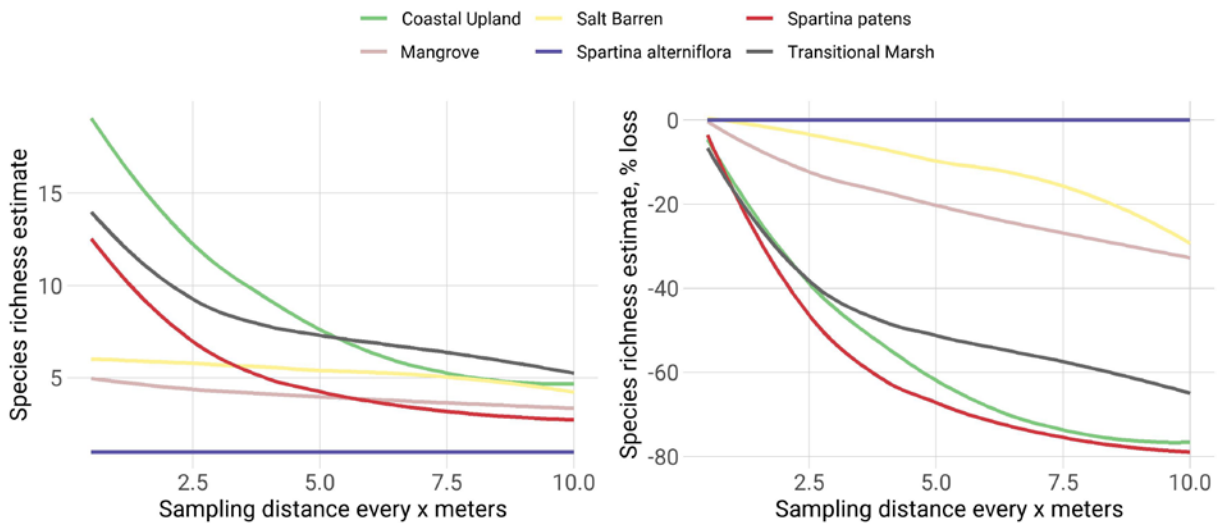 Coastal Upland Salt Barren Spartina patens
Mangrove Spartina alterniflora Transitional Marsh
Species richness estimate
15
10
5
2.5 5.0 7.5 10.0
Sampling distance every x meters
Species richness estimate, % loss
0
-20
-40
-60
-80
2.5 5.0 7.5 10.0
Sampling distance every x meters